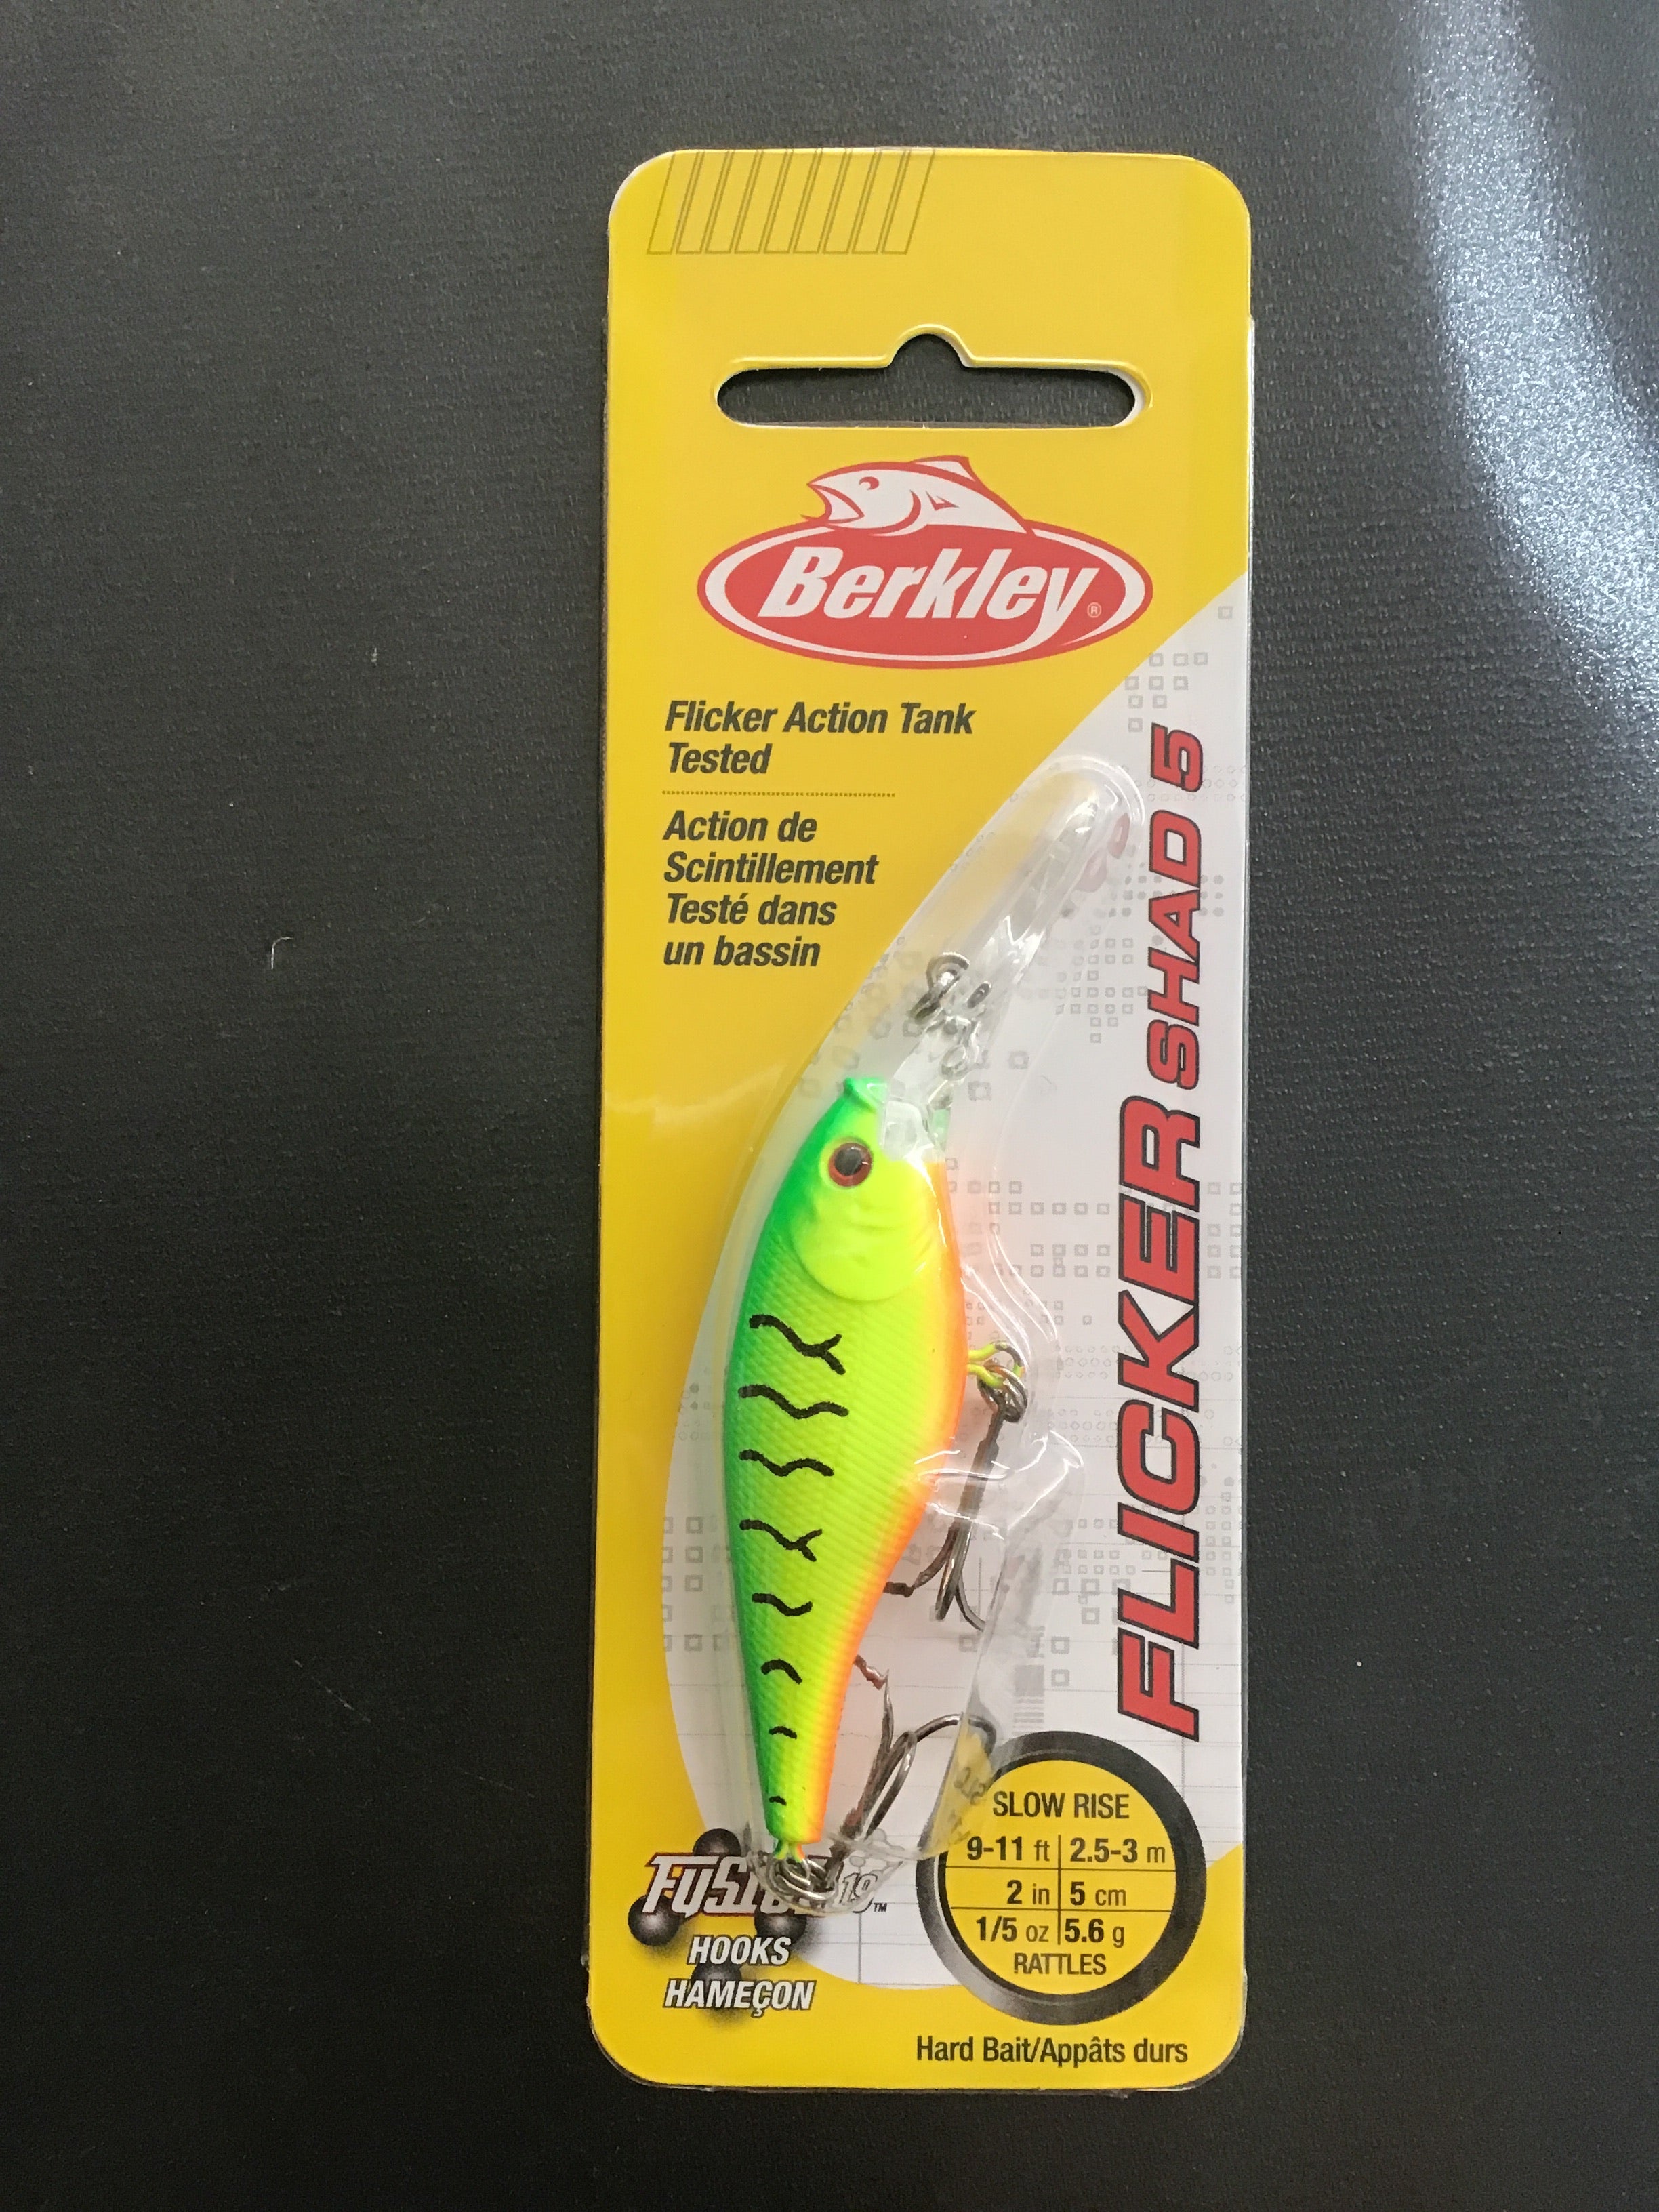 Berkley®
Flicker Action Tank
Tested
Action de
Scintillement
Testé dans
un bassin
FLICKER SHAD 5
SLOW RISE
9-11 ft | 2.5-3 m
2 in | 5 cm
1/5 oz | 5.6 g
RATTLES
19™
HOOKS
HAMEÇON
Hard Bait/Appâts durs